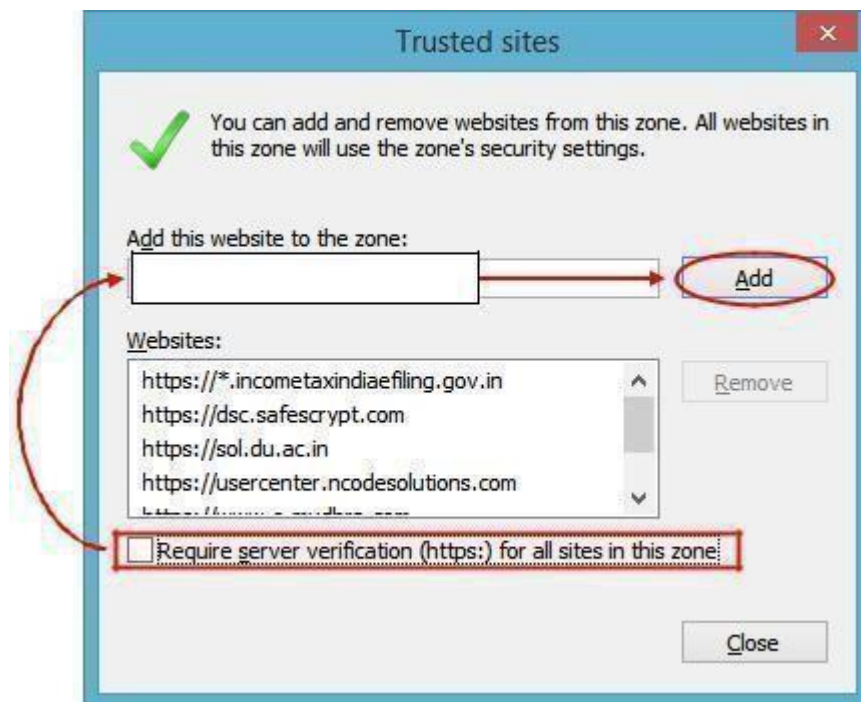 Trusted sites
You can add and remove websites from this zone. All websites in
this zone will use the zone's security settings.
Add this website to the zone:
Add
Websites:
https://*.incometaxindiaefiling.gov.in
Remove
https://dsc.safescrypt.com
https://sol.du.ac.in
https://usercenter.ncodesolutions.com
Require server verification (https:) for all sites in this zone
Close